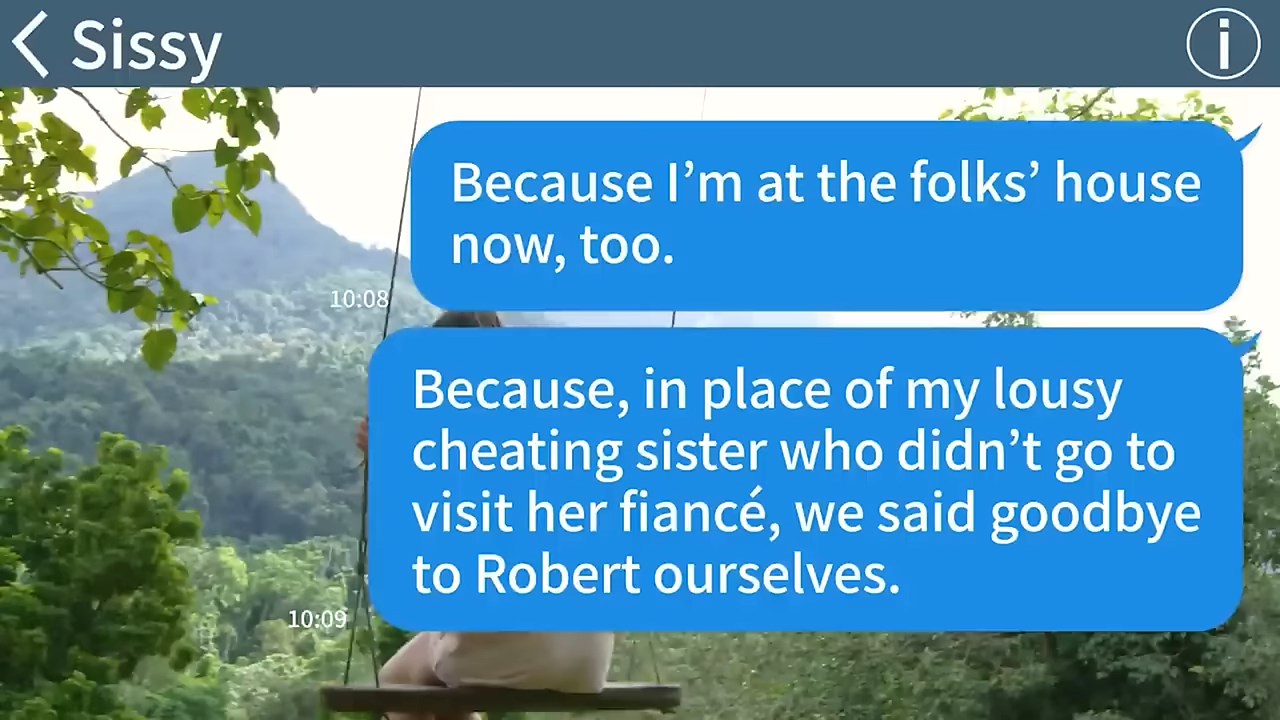 Sissy
i
Because I’m at the folks’ house
now, too.
10:08
Because, in place of my lousy
cheating sister who didn’t go to
visit her fiancé, we said goodbye
to Robert ourselves.
10:09